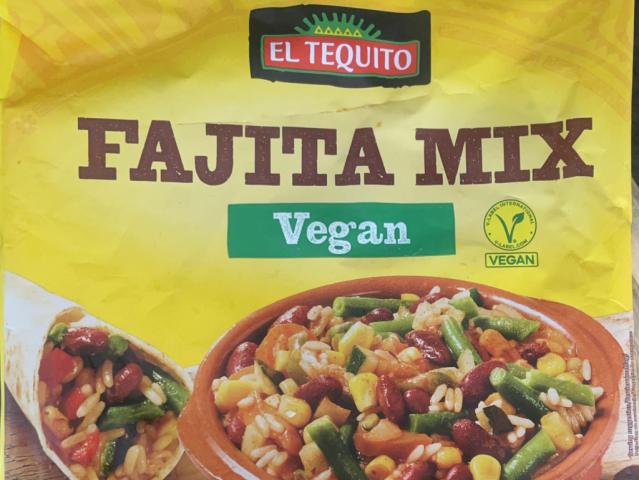 EL TEQUITO
FAJITA MIX
Vegan
V-LABEL INTERNATIONAL
V-LABEL.COM
VEGAN